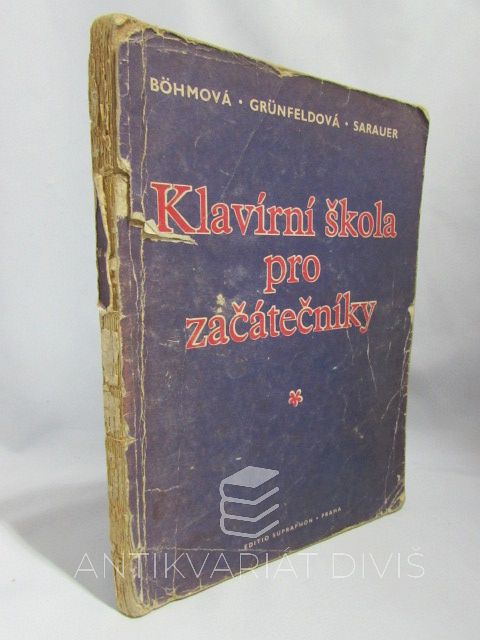 BÖHMOVÁ • GRÜNFELDOVÁ • SARAUER
Klavírní škola
pro
začátečníky
EDITIO SUPRAPHON • PRAHA
ANTIKVARIÁT DIVIŠ